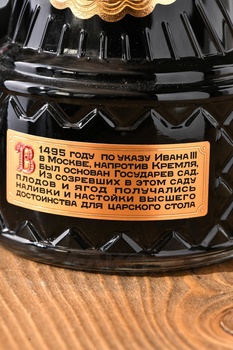 В 1495 ГОДУ ПО УКАЗУ ИВАНА III
В МОСКВЕ, НАПРОТИВ КРЕМЛЯ,
БЫЛ ОСНОВАН ГОСУДАРЕВ САД.
ИЗ СОЗРЕВШИХ В ЭТОМ САДУ
ПЛОДОВ И ЯГОД ПОЛУЧАЛИСЬ
НАЛИВКИ И НАСТОЙКИ ВЫСШЕГО
ДОСТОИНСТВА ДЛЯ ЦАРСКОГО СТОЛА